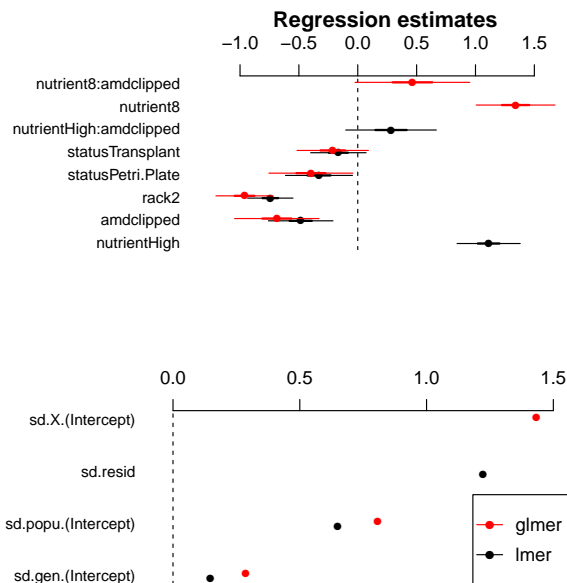 Regression estimates
−1.0 −0.5 0.0 0.5 1.0 1.5
nutrient8:amdclipped
nutrient8
nutrientHigh:amdclipped
statusTransplant
statusPetri.Plate
rack2
amdclipped
nutrientHigh
0.0 0.5 1.0 1.5
sd.X.(Intercept)
sd.resid
sd.popu.(Intercept)
sd.gen.(Intercept)
glmer
lmer